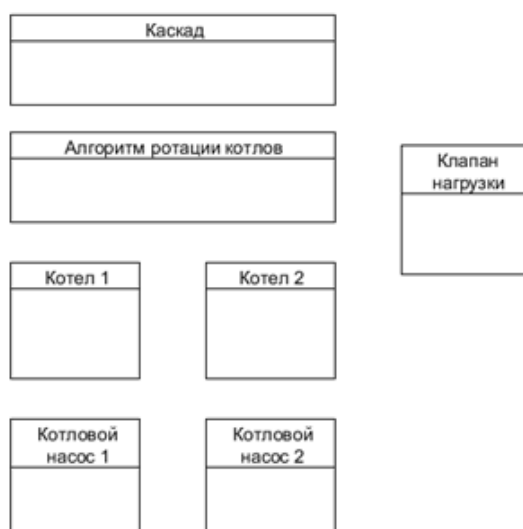 Каскад
Алгоритм ротации котлов
Клапан
нагрузки
Котел 1
Котел 2
Котловой
насос 1
Котловой
насос 2